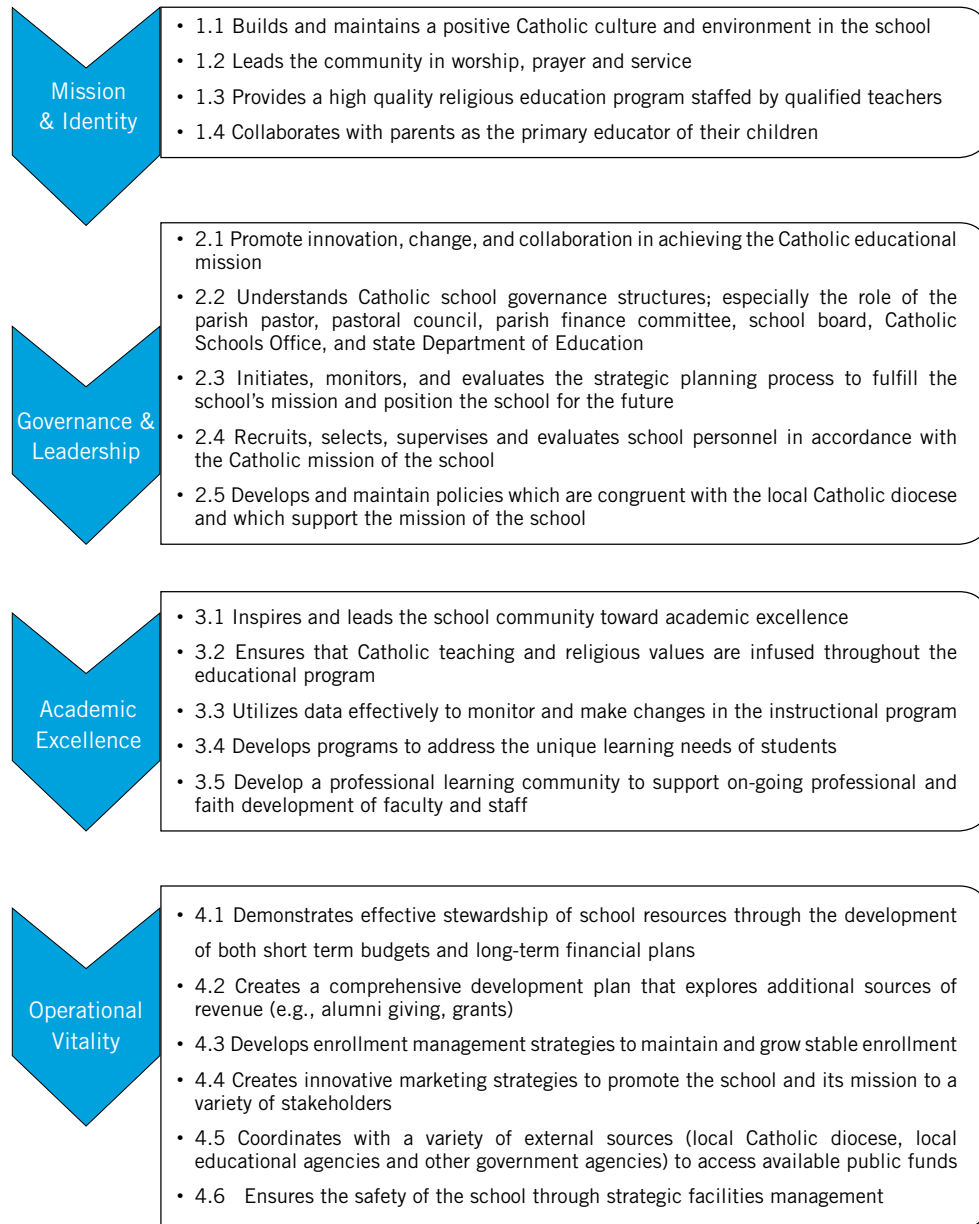 Mission
& Identity
• 1.1 Builds and maintains a positive Catholic culture and environment in the school
• 1.2 Leads the community in worship, prayer and service
• 1.3 Provides a high quality religious education program staffed by qualified teachers
• 1.4 Collaborates with parents as the primary educator of their children
Governance &
Leadership
• 2.1 Promote innovation, change, and collaboration in achieving the Catholic educational
mission
• 2.2 Understands Catholic school governance structures; especially the role of the
parish pastor, pastoral council, parish finance committee, school board, Catholic
Schools Office, and state Department of Education
• 2.3 Initiates, monitors, and evaluates the strategic planning process to fulfill the
school's mission and position the school for the future
• 2.4 Recruits, selects, supervises and evaluates school personnel in accordance with
the Catholic mission of the school
• 2.5 Develops and maintain policies which are congruent with the local Catholic diocese
and which support the mission of the school
Academic
Excellence
• 3.1 Inspires and leads the school community toward academic excellence
• 3.2 Ensures that Catholic teaching and religious values are infused throughout the
educational program
• 3.3 Utilizes data effectively to monitor and make changes in the instructional program
• 3.4 Develops programs to address the unique learning needs of students
• 3.5 Develop a professional learning community to support on-going professional and
faith development of faculty and staff
Operational
Vitality
• 4.1 Demonstrates effective stewardship of school resources through the development
of both short term budgets and long-term financial plans
• 4.2 Creates a comprehensive development plan that explores additional sources of
revenue (e.g., alumni giving, grants)
• 4.3 Develops enrollment management strategies to maintain and grow stable enrollment
• 4.4 Creates innovative marketing strategies to promote the school and its mission to a
variety of stakeholders
• 4.5 Coordinates with a variety of external sources (local Catholic diocese, local
educational agencies and other government agencies) to access available public funds
• 4.6 Ensures the safety of the school through strategic facilities management